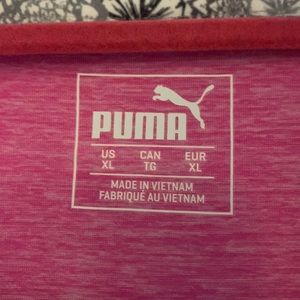 PUMA
US CAN EUR
XL TG XL
MADE IN VIETNAM
FABRIQUÉ AU VIETNAM